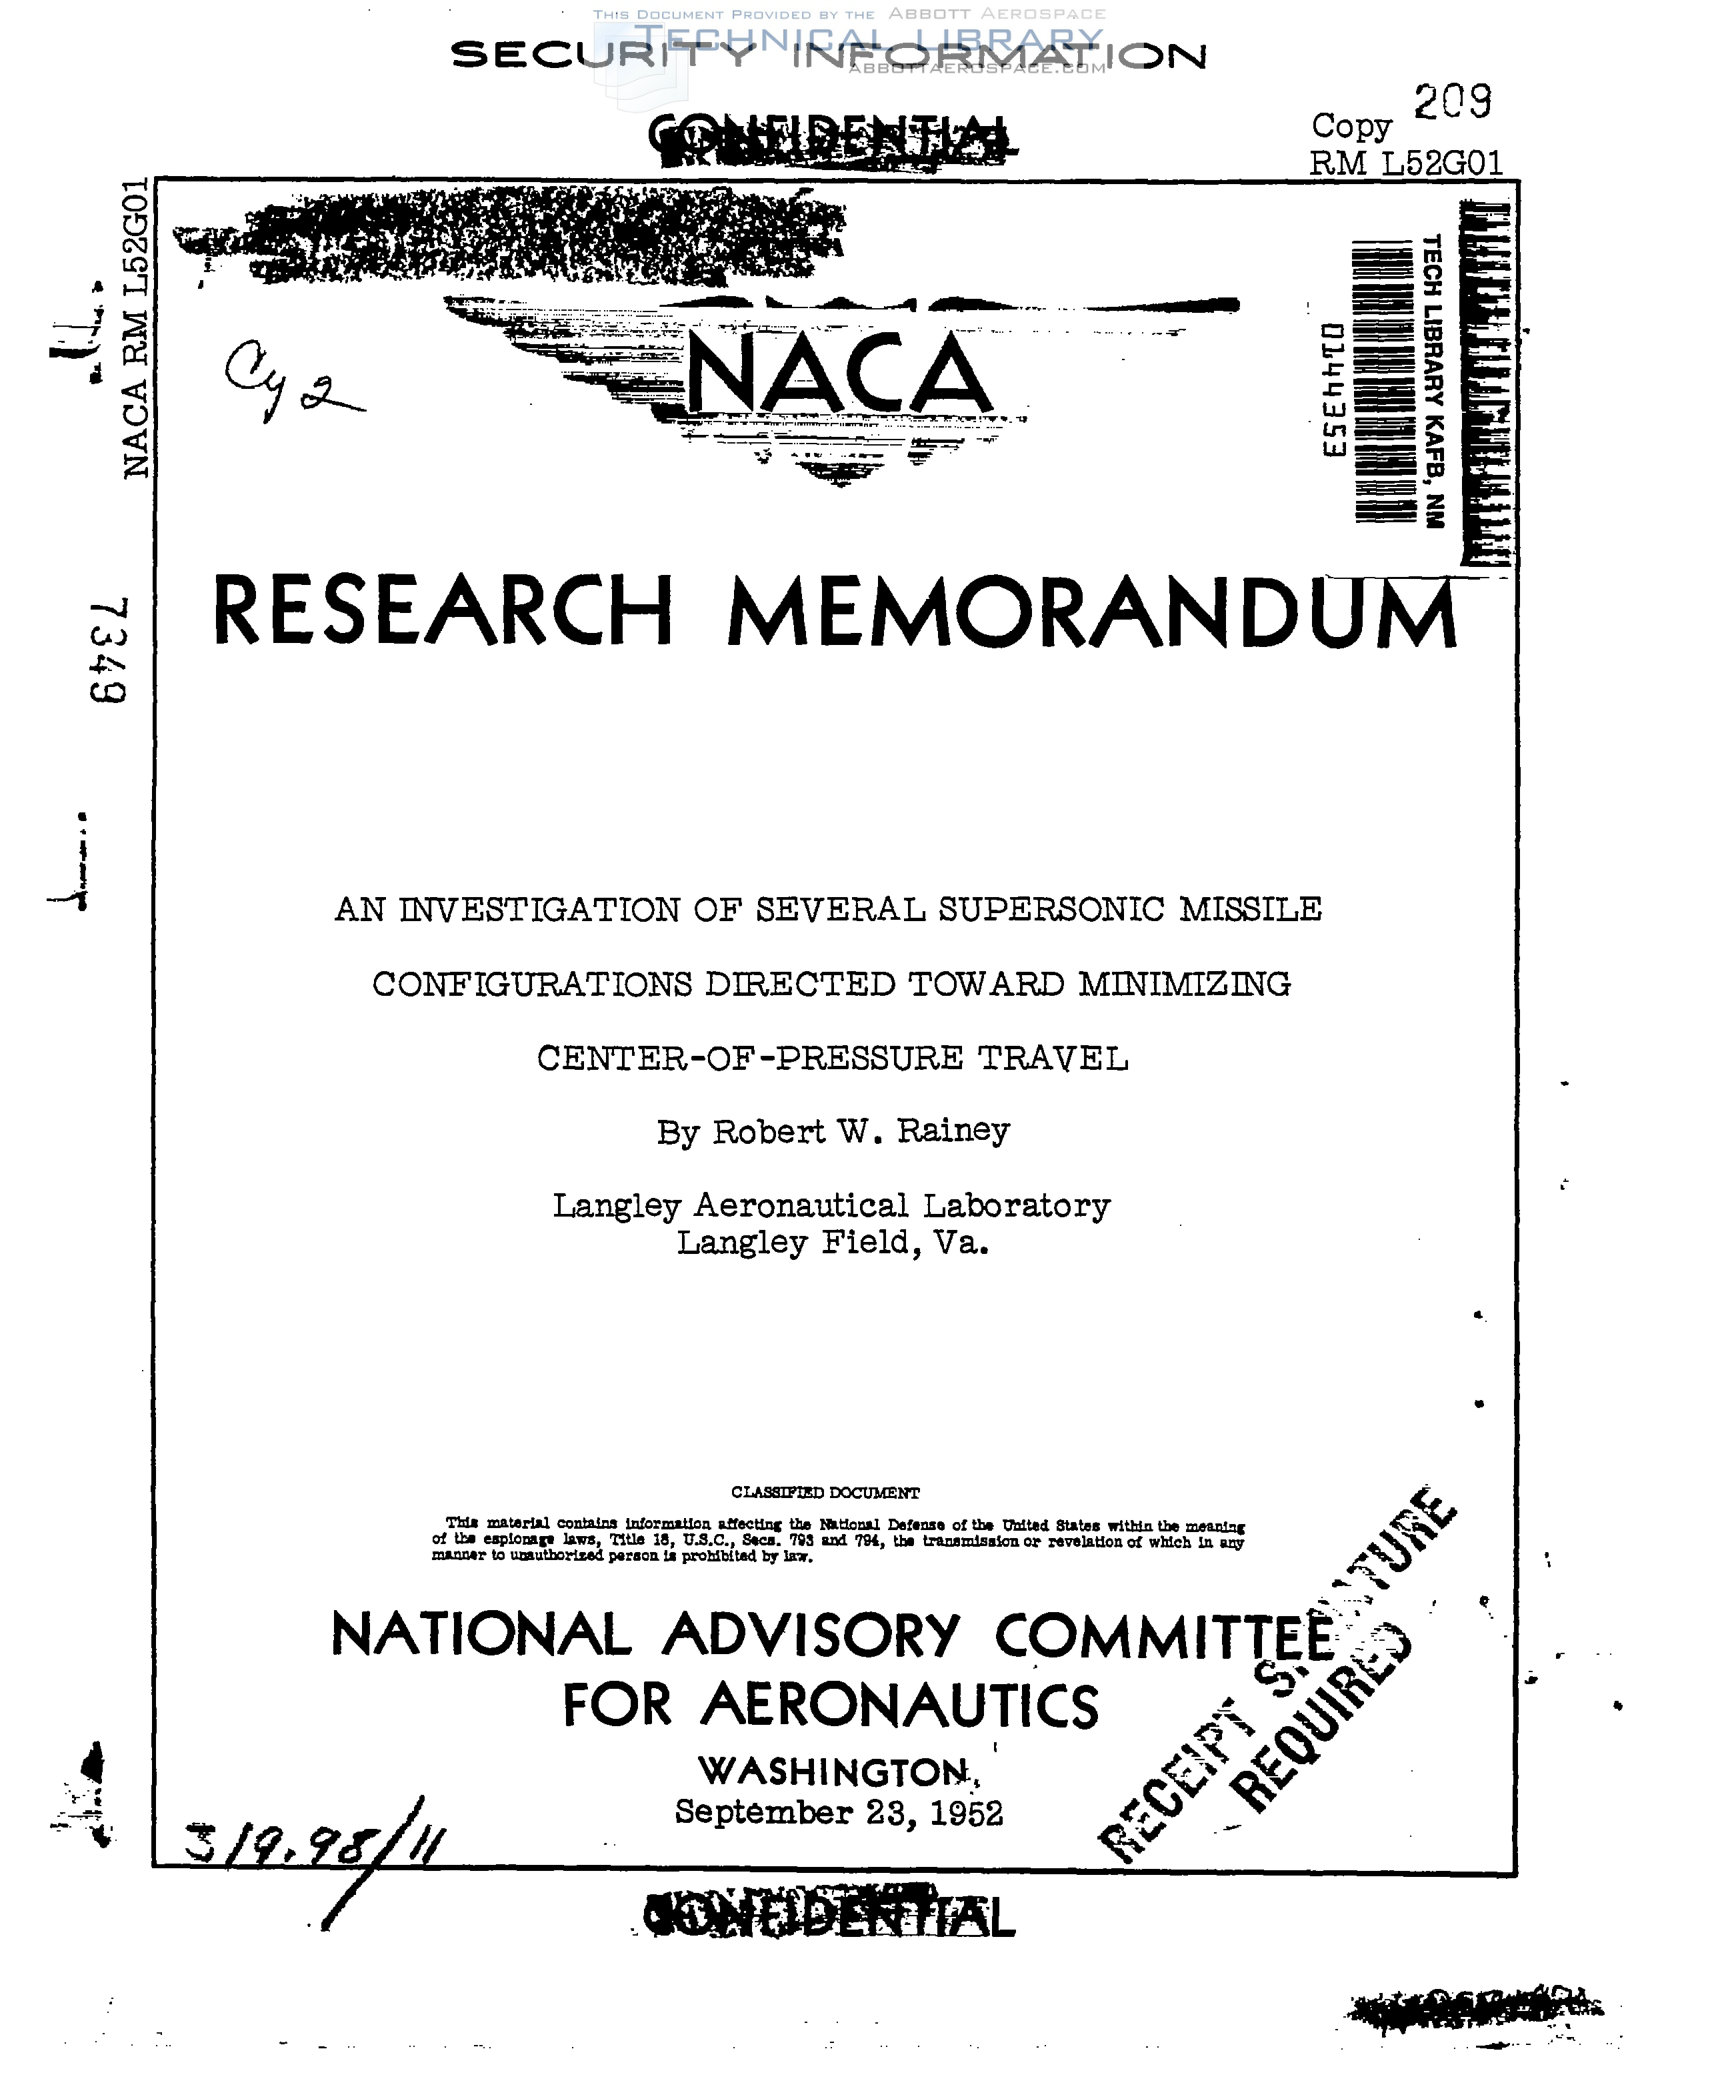 THIS DOCUMENT PROVIDED BY THE ABBOTT AEROSPACE
TECHNICAL LIBRARY
ABBOTTAEROSPACE.COM
SECURITY INFORMATION
CONFIDENTIAL
Copy 209
RM L52G01
NACA RM L52G01
7349
Cy 2
NACA
TECH LIBRARY KAFB, NM
0144353
RESEARCH MEMORANDUM
AN INVESTIGATION OF SEVERAL SUPERSONIC MISSILE
CONFIGURATIONS DIRECTED TOWARD MINIMIZING
CENTER-OF-PRESSURE TRAVEL
By Robert W. Rainey
Langley Aeronautical Laboratory
Langley Field, Va.
CLASSIFIED DOCUMENT
This material contains information affecting the National Defense of the United States within the meaning
of the espionage laws, Title 18, U.S.C., Secs. 793 and 794, the transmission or revelation of which in any
manner to unauthorized person is prohibited by law.
NATIONAL ADVISORY COMMITTEE
FOR AERONAUTICS
WASHINGTON,
September 23, 1952
RECEIPT SIGNATURE
REQUIRED
319.98/11
CONFIDENTIAL